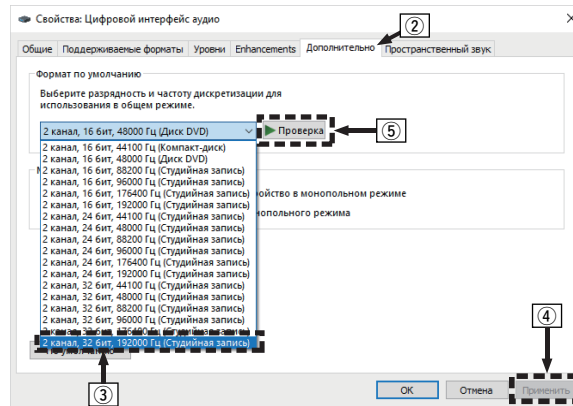 Свойства: Цифровой интерфейс аудио
②
Общие Поддерживаемые форматы Уровни Enhancements Дополнительно Пространственный звук
Формат по умолчанию
Выберите разрядность и частоту дискретизации для
использования в общем режиме.
2 канал, 16 бит, 48000 Гц (Диск DVD) Проверка ⑤
2 канал, 16 бит, 44100 Гц (Компакт-диск)
2 канал, 16 бит, 48000 Гц (Диск DVD)
2 канал, 16 бит, 88200 Гц (Студийная запись)
2 канал, 16 бит, 96000 Гц (Студийная запись)
2 канал, 16 бит, 176400 Гц (Студийная запись)
2 канал, 16 бит, 192000 Гц (Студийная запись)
2 канал, 24 бит, 44100 Гц (Студийная запись)
2 канал, 24 бит, 48000 Гц (Студийная запись)
2 канал, 24 бит, 88200 Гц (Студийная запись)
2 канал, 24 бит, 96000 Гц (Студийная запись)
2 канал, 24 бит, 176400 Гц (Студийная запись)
2 канал, 24 бит, 192000 Гц (Студийная запись)
2 канал, 32 бит, 44100 Гц (Студийная запись)
2 канал, 32 бит, 48000 Гц (Студийная запись)
2 канал, 32 бит, 88200 Гц (Студийная запись)
2 канал, 32 бит, 96000 Гц (Студийная запись)
2 канал, 32 бит, 176400 Гц (Студийная запись)
2 канал, 32 бит, 192000 Гц (Студийная запись)
в монопольном режиме
режима
③
④
OK Отмена Применить